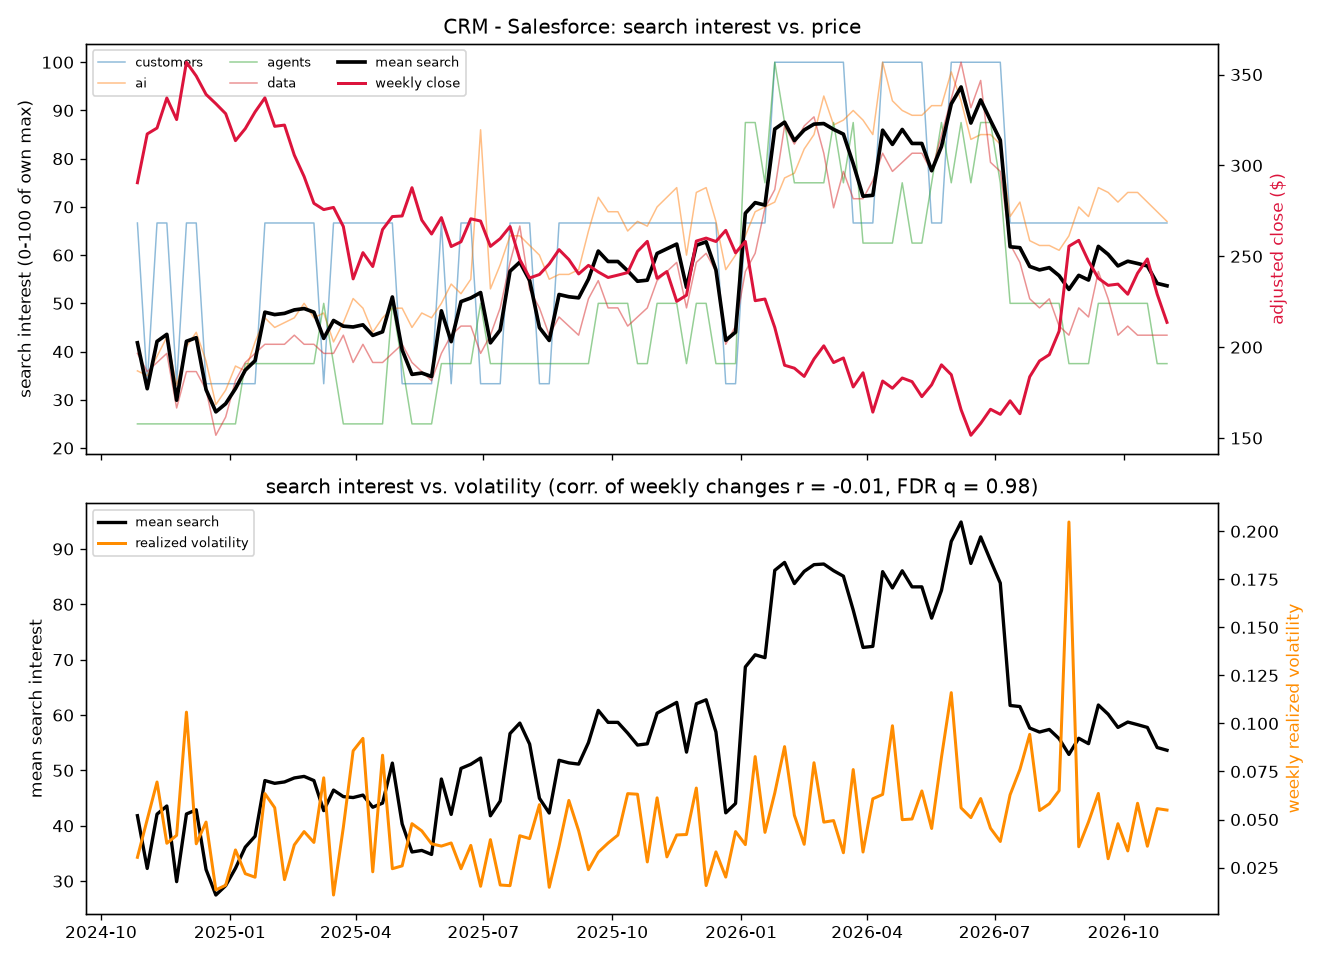 CRM - Salesforce: search interest vs. price
customers
ai
agents
data
mean search
weekly close
search interest (0-100 of own max)
100
90
80
70
60
50
40
30
20
350
300
250
200
150
adjusted close ($)
search interest vs. volatility (corr. of weekly changes r = -0.01, FDR q = 0.98)
mean search
realized volatility
mean search interest
90
80
70
60
50
40
30
0.200
0.175
0.150
0.125
0.100
0.075
0.050
0.025
weekly realized volatility
2024-10
2025-01
2025-04
2025-07
2025-10
2026-01
2026-04
2026-07
2026-10